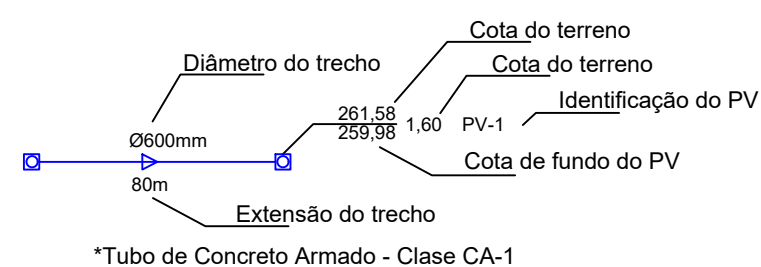 Cota do terreno
Diâmetro do trecho
Cota do terreno
Identificação do PV
261,58
1,60 PV-1
259,98
Ø600mm
Cota de fundo do PV
80m
Extensão do trecho
*Tubo de Concreto Armado - Clase CA-1